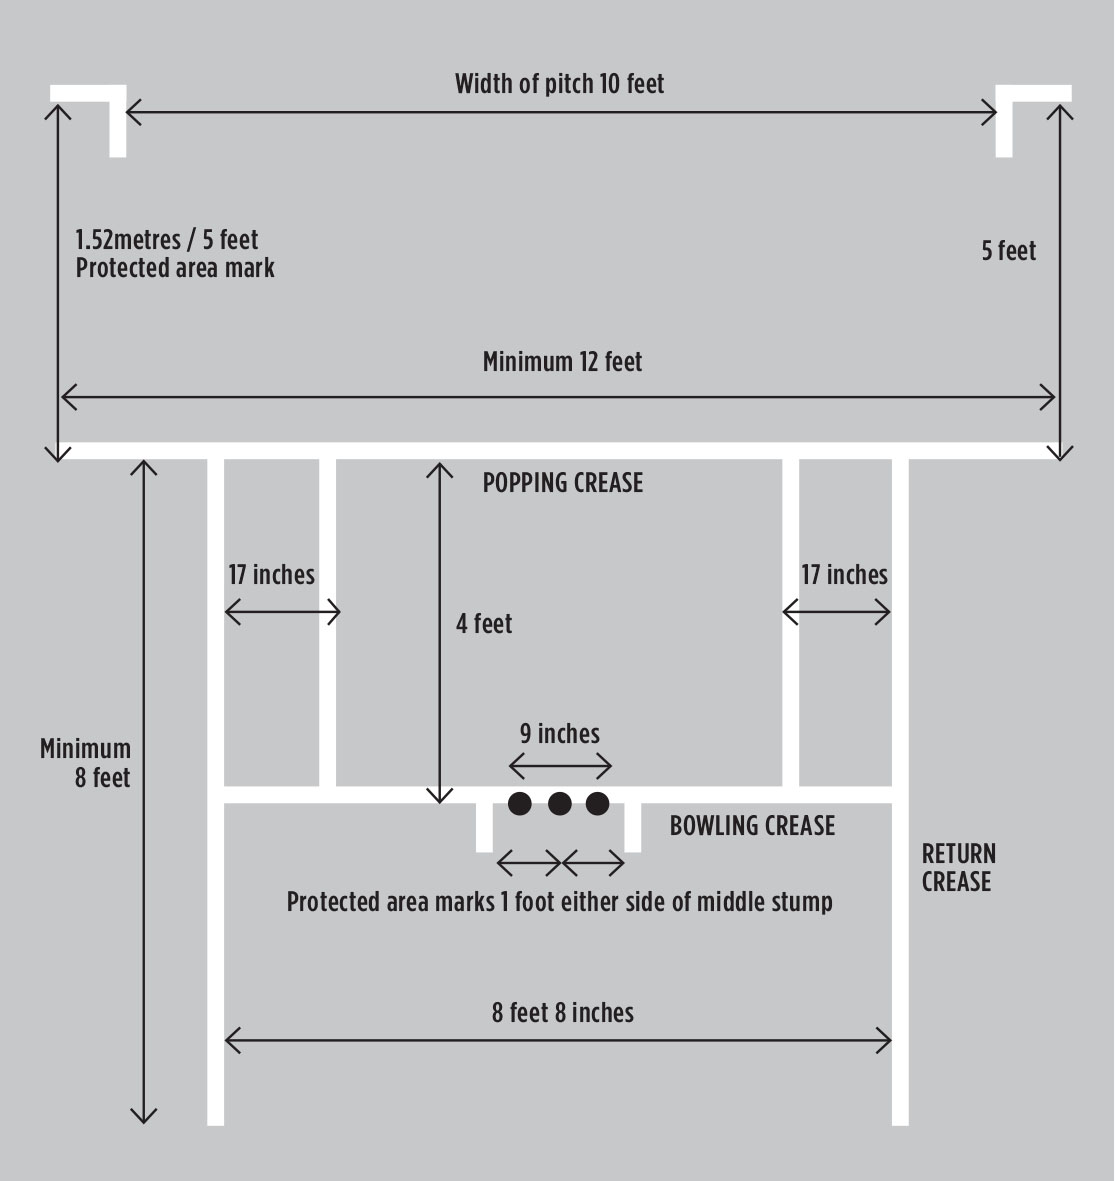 Width of pitch 10 feet
1.52metres / 5 feet
Protected area mark
5 feet
Minimum 12 feet
POPPING CREASE
17 inches
17 inches
4 feet
9 inches
Minimum
8 feet
BOWLING CREASE
RETURN
CREASE
Protected area marks 1 foot either side of middle stump
8 feet 8 inches